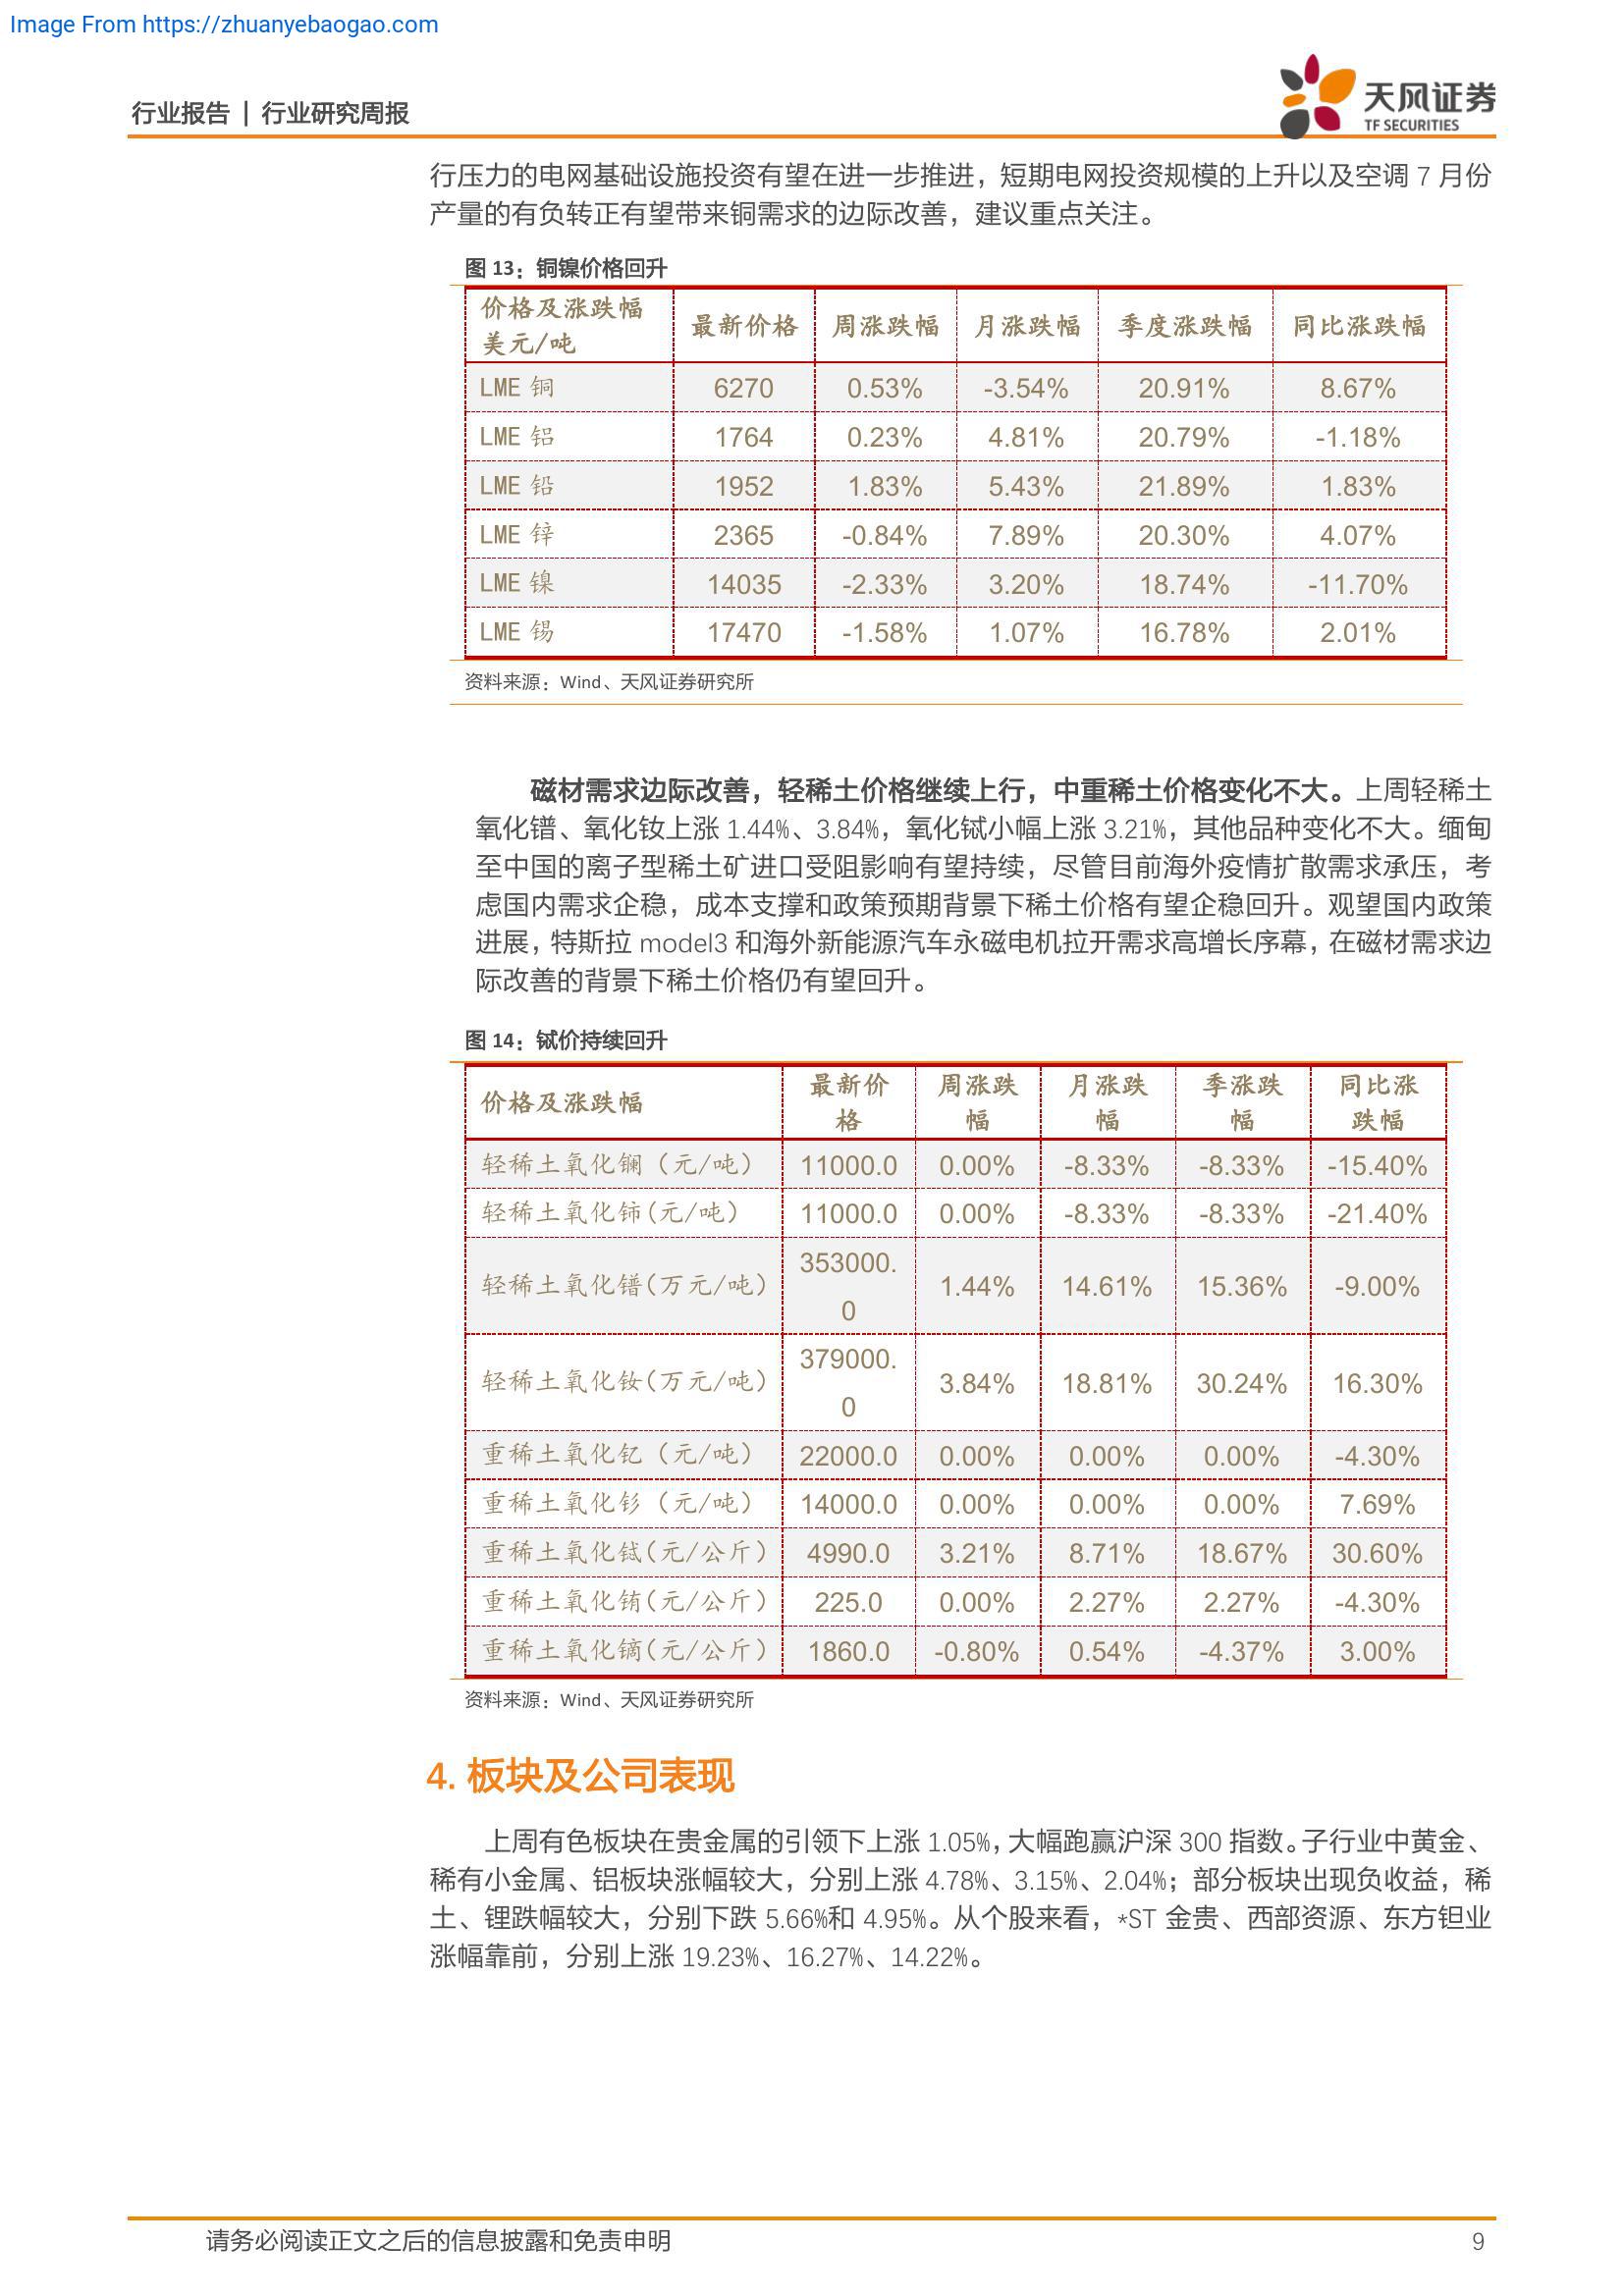 Image From https://zhuanyebaogao.com
行业报告 | 行业研究周报
天风证券
TF SECURITIES
行压力的电网基础设施投资有望在进一步推进，短期电网投资规模的上升以及空调 7 月份
产量的有负转正有望带来铜需求的边际改善，建议重点关注。
图 13：铜镍价格回升
价格及涨跌幅
美元/吨 最新价格 周涨跌幅 月涨跌幅 季度涨跌幅 同比涨跌幅
LME 铜 6270 0.53% -3.54% 20.91% 8.67%
LME 铝 1764 0.23% 4.81% 20.79% -1.18%
LME 铅 1952 1.83% 5.43% 21.89% 1.83%
LME 锌 2365 -0.84% 7.89% 20.30% 4.07%
LME 镍 14035 -2.33% 3.20% 18.74% -11.70%
LME 锡 17470 -1.58% 1.07% 16.78% 2.01%
资料来源：Wind、天风证券研究所
磁材需求边际改善，轻稀土价格继续上行，中重稀土价格变化不大。上周轻稀土
氧化镨、氧化钕上涨 1.44%、3.84%，氧化铽小幅上涨 3.21%，其他品种变化不大。缅甸
至中国的离子型稀土矿进口受阻影响有望持续，尽管目前海外疫情扩散需求承压，考
虑国内需求企稳，成本支撑和政策预期背景下稀土价格有望企稳回升。观望国内政策
进展，特斯拉 model3 和海外新能源汽车永磁电机拉开需求高增长序幕，在磁材需求边
际改善的背景下稀土价格仍有望回升。
图 14：铽价持续回升
价格及涨跌幅 最新价 周涨跌 月涨跌 季涨跌 同比涨
格 幅 幅 幅 跌幅
轻稀土氧化镧（元/吨） 11000.0 0.00% -8.33% -8.33% -15.40%
轻稀土氧化铈(元/吨） 11000.0 0.00% -8.33% -8.33% -21.40%
轻稀土氧化镨(万元/吨） 353000. 1.44% 14.61% 15.36% -9.00%
0
轻稀土氧化钕(万元/吨） 379000. 3.84% 18.81% 30.24% 16.30%
0
重稀土氧化钇（元/吨） 22000.0 0.00% 0.00% 0.00% -4.30%
重稀土氧化钐（元/吨） 14000.0 0.00% 0.00% 0.00% 7.69%
重稀土氧化铽(元/公斤） 4990.0 3.21% 8.71% 18.67% 30.60%
重稀土氧化铕(元/公斤） 225.0 0.00% 2.27% 2.27% -4.30%
重稀土氧化镝(元/公斤） 1860.0 -0.80% 0.54% -4.37% 3.00%
资料来源：Wind、天风证券研究所
4. 板块及公司表现
上周有色板块在贵金属的引领下上涨 1.05%，大幅跑赢沪深 300 指数。子行业中黄金、
稀有小金属、铝板块涨幅较大，分别上涨 4.78%、3.15%、2.04%；部分板块出现负收益，稀
土、锂跌幅较大，分别下跌 5.66%和 4.95%。从个股来看，*ST 金贵、西部资源、东方钽业
涨幅靠前，分别上涨 19.23%、16.27%、14.22%。
请务必阅读正文之后的信息披露和免责申明 9